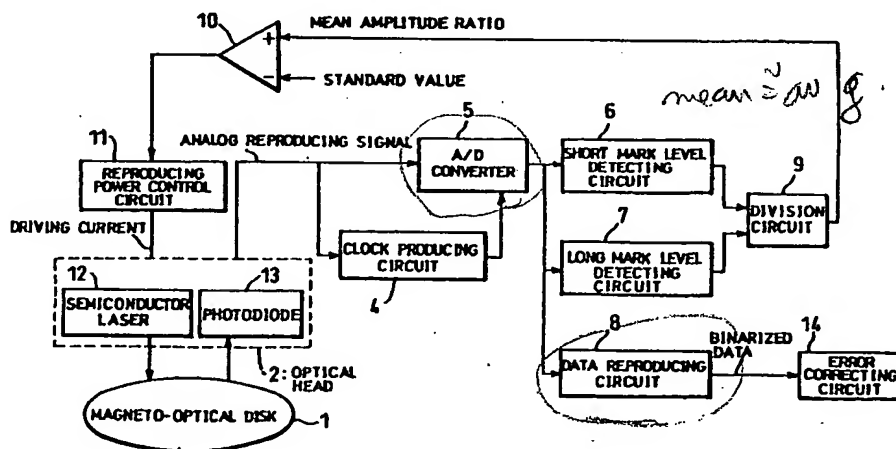 10
MEAN AMPLITUDE RATIO
+
−
STANDARD VALUE
mean =
11
REPRODUCING
POWER CONTROL
CIRCUIT
ANALOG REPRODUCING SIGNAL
5
A/D
CONVERTER
6
SHORT MARK LEVEL
DETECTING
CIRCUIT
9
DIVISION
CIRCUIT
DRIVING CURRENT
CLOCK PRODUCING
CIRCUIT
4
7
LONG MARK LEVEL
DETECTING
CIRCUIT
12
SEMICONDUCTOR
LASER
13
PHOTODIODE
2: OPTICAL
HEAD
8
DATA REPRODUCING
CIRCUIT
BINARIZED
DATA
14
ERROR
CORRECTING
CIRCUIT
MAGNETO-OPTICAL DISK
1